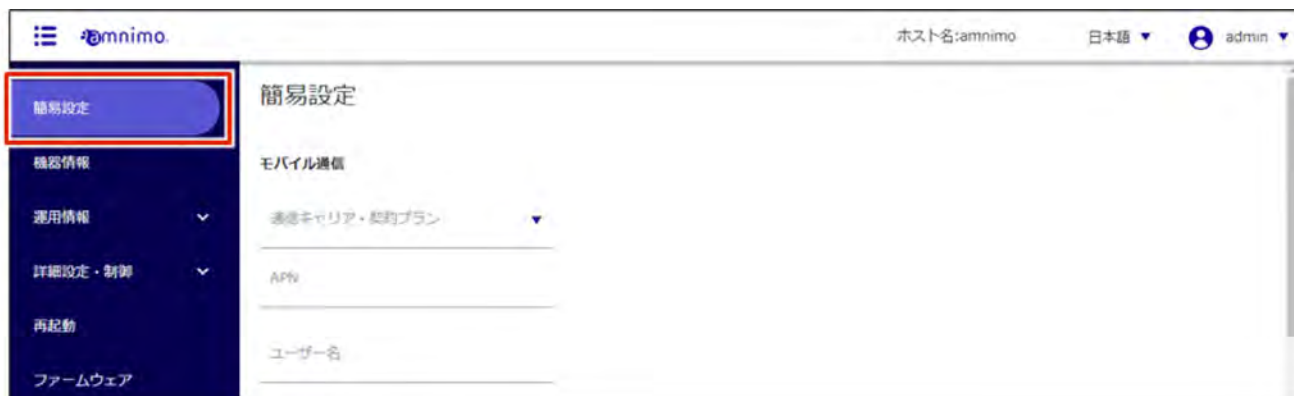 amnimo
ホスト名:amnimo 日本語 admin
簡易設定
簡易設定
機器情報
モバイル通信
運用情報
通信キャリア・契約プラン
詳細設定・制御
APN
再起動
ユーザー名
ファームウェア